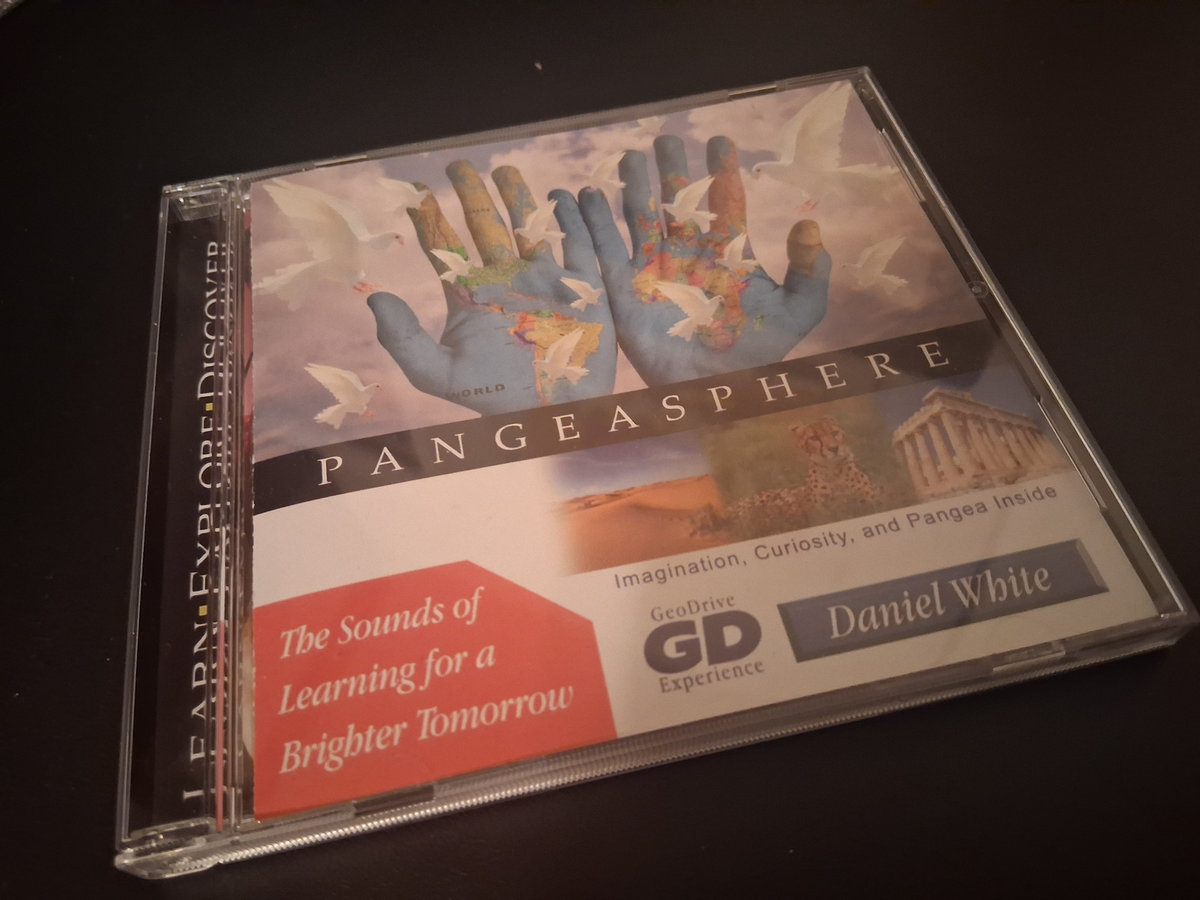 LEARN▪EXPLORE▪DISCOVER
WORLD
PANGEASPHERE
Imagination, Curiosity, and Pangea Inside
The Sounds of
Learning for a
Brighter Tomorrow
GeoDrive
GD
Experience
Daniel White